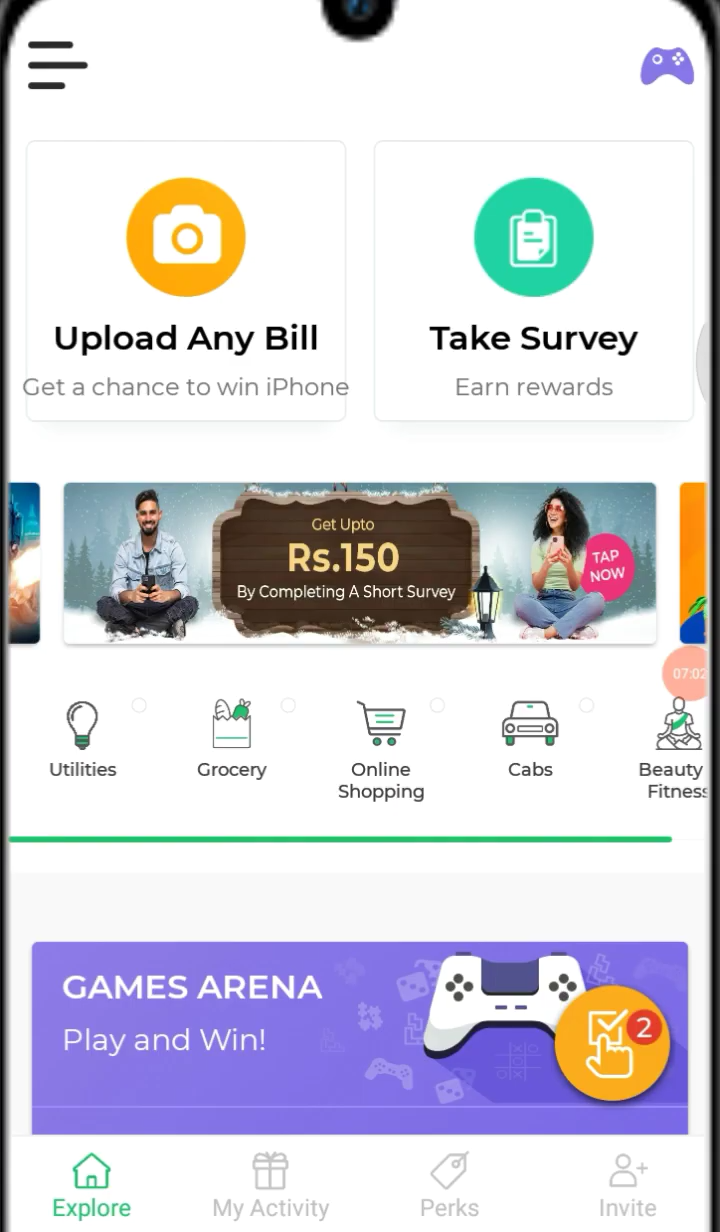 Upload Any Bill
Get a chance to win iPhone
Take Survey
Earn rewards
Get Upto
Rs.150
By Completing A Short Survey
TAP
NOW
07:02
Utilities
Grocery
Online
Shopping
Cabs
Beauty
Fitness
GAMES ARENA
Play and Win!
2
Explore
My Activity
Perks
Invite